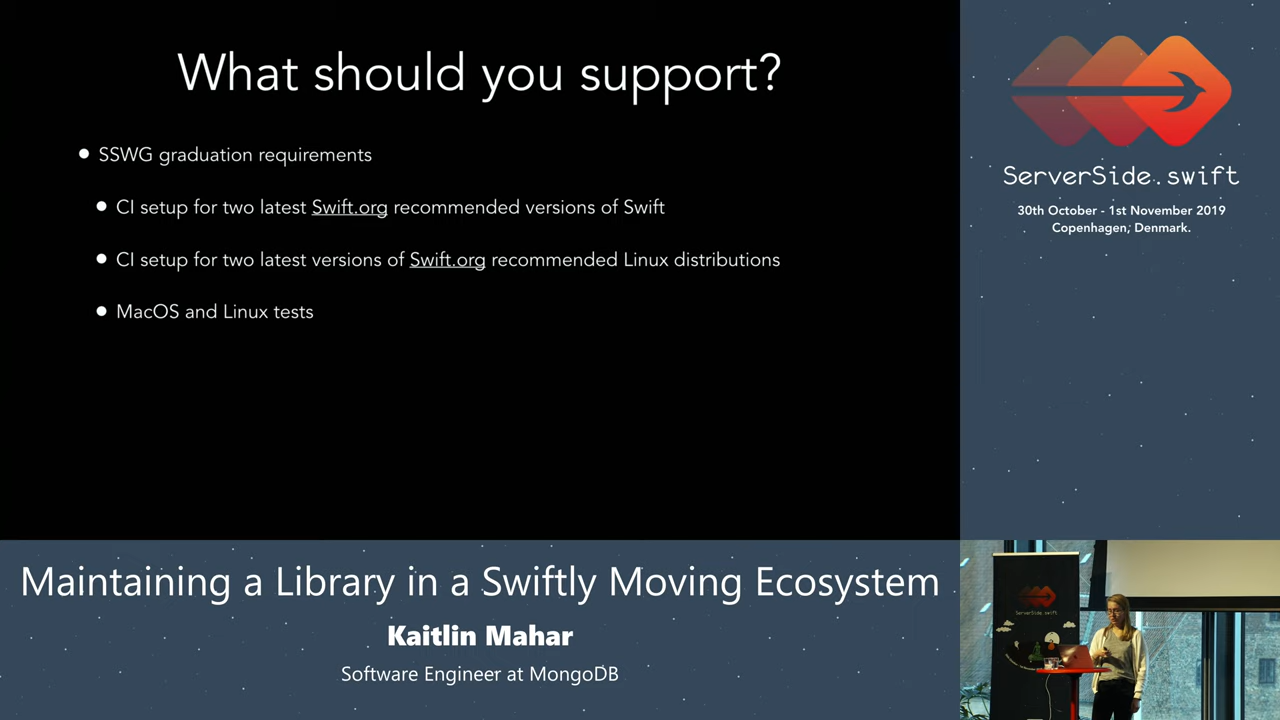 What should you support?
SSWG graduation requirements
CI setup for two latest Swift.org recommended versions of Swift
CI setup for two latest versions of Swift.org recommended Linux distributions
MacOS and Linux tests
ServerSide.swift
30th October - 1st November 2019
Copenhagen, Denmark.
Maintaining a Library in a Swiftly Moving Ecosystem
Kaitlin Mahar
Software Engineer at MongoDB
ServerSide.swift